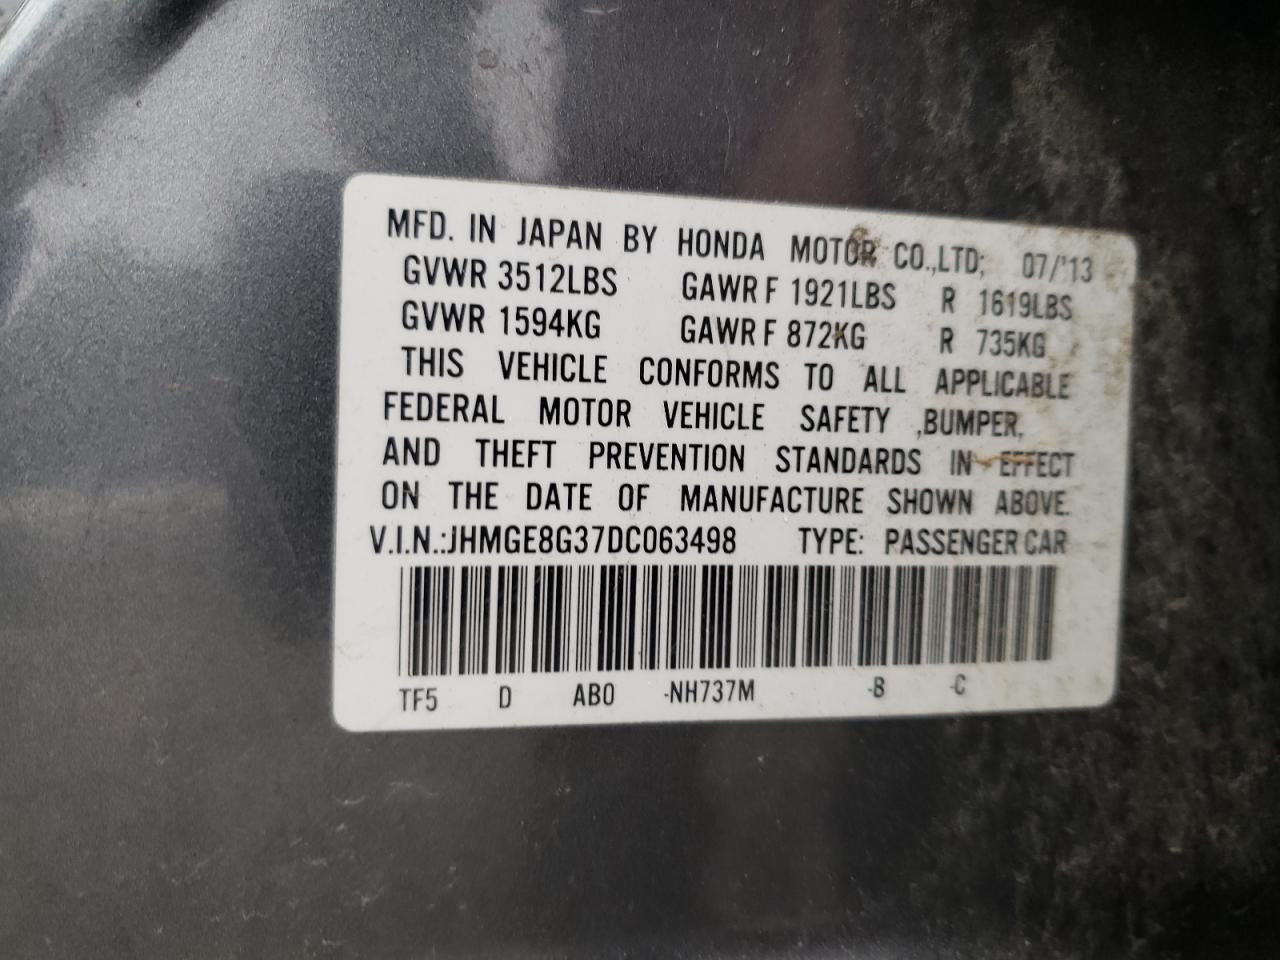 MFD. IN JAPAN BY HONDA MOTOR CO.,LTD; 07/'13
GVWR 3512LBS GAWR F 1921LBS R 1619LBS
GVWR 1594KG GAWR F 872KG R 735KG
THIS VEHICLE CONFORMS TO ALL APPLICABLE
FEDERAL MOTOR VEHICLE SAFETY ,BUMPER,
AND THEFT PREVENTION STANDARDS IN EFFECT
ON THE DATE OF MANUFACTURE SHOWN ABOVE.
V.I.N.:JHMGE8G37DC063498 TYPE: PASSENGER CAR
TF5 D AB0 -NH737M -B -C